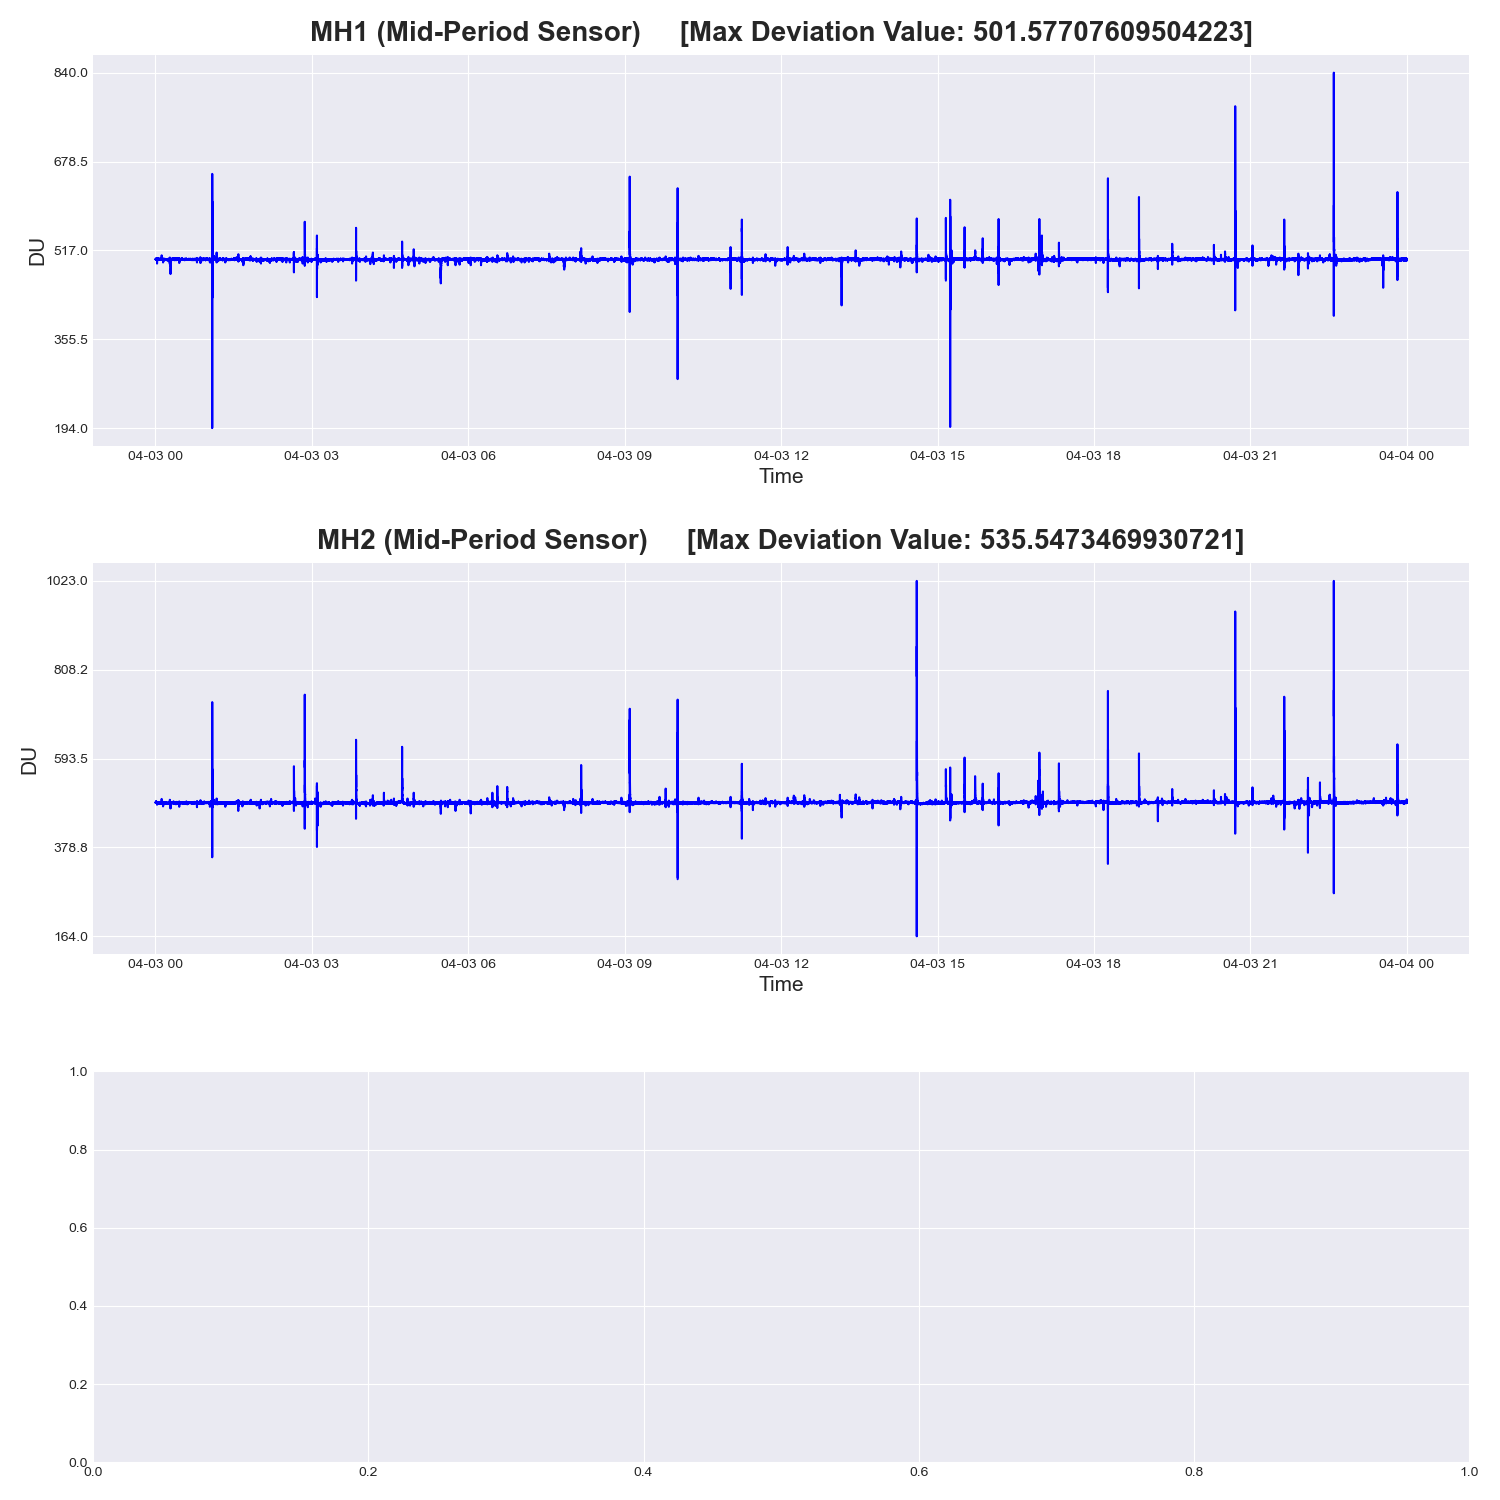 MH1 (Mid-Period Sensor) [Max Deviation Value: 501.57707609504223]
840.0
678.5
517.0
355.5
194.0
DU
04-03 00 04-03 03 04-03 06 04-03 09 04-03 12 04-03 15 04-03 18 04-03 21 04-04 00
Time
MH2 (Mid-Period Sensor) [Max Deviation Value: 535.5473469930721]
1023.0
808.2
593.5
378.8
164.0
DU
04-03 00 04-03 03 04-03 06 04-03 09 04-03 12 04-03 15 04-03 18 04-03 21 04-04 00
Time
1.0
0.8
0.6
0.4
0.2
0.0
0.0 0.2 0.4 0.6 0.8 1.0